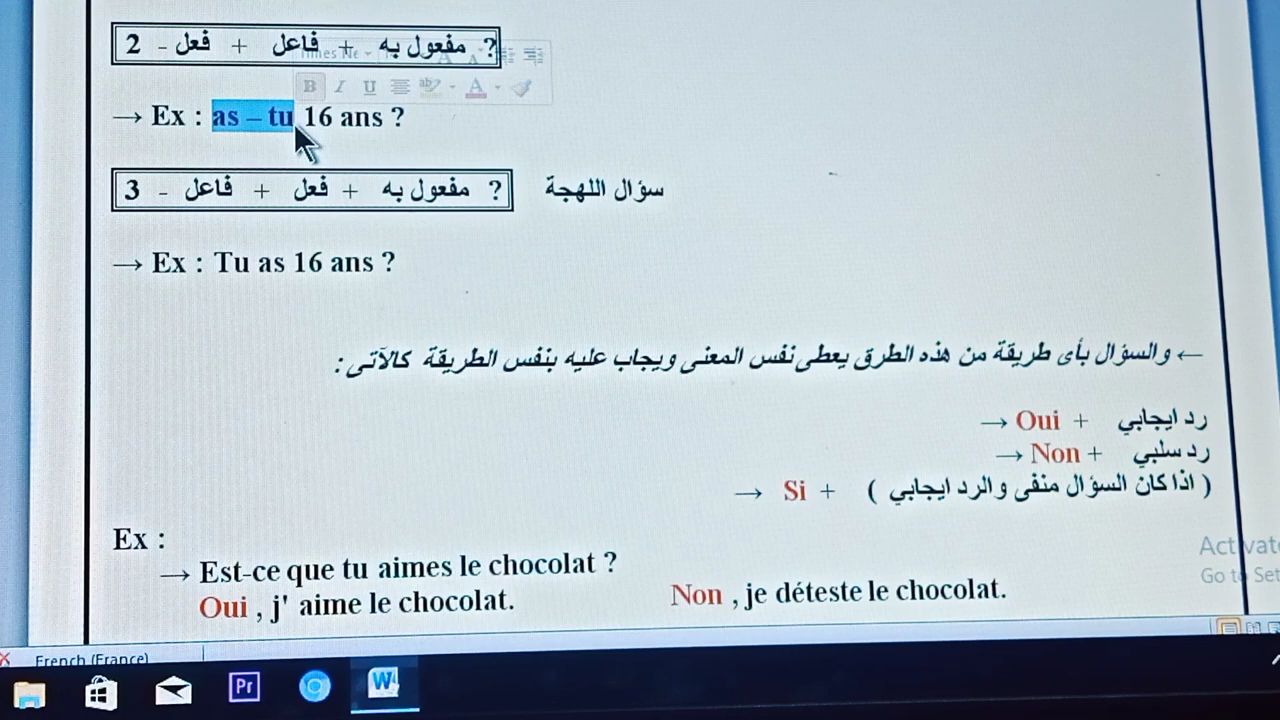 2 - فعل + فاعل + مفعول به ?
→ Ex : as – tu 16 ans ?
3 - فاعل + فعل + مفعول به ? سؤال اللهجة
→ Ex : Tu as 16 ans ?
← والسؤال بأى طريقة من هذه الطرق يعطى نفس المعنى ويجاب عليه بنفس الطريقة كالآتى :
رد ايجابي + Oui →
رد سلبي + Non →
( اذا كان السؤال منفى والرد ايجابي ) + Si →
Ex :
→ Est-ce que tu aimes le chocolat ?
Oui , j' aime le chocolat. Non , je déteste le chocolat.
Activate
Go to Set
French (France)
Pr
W